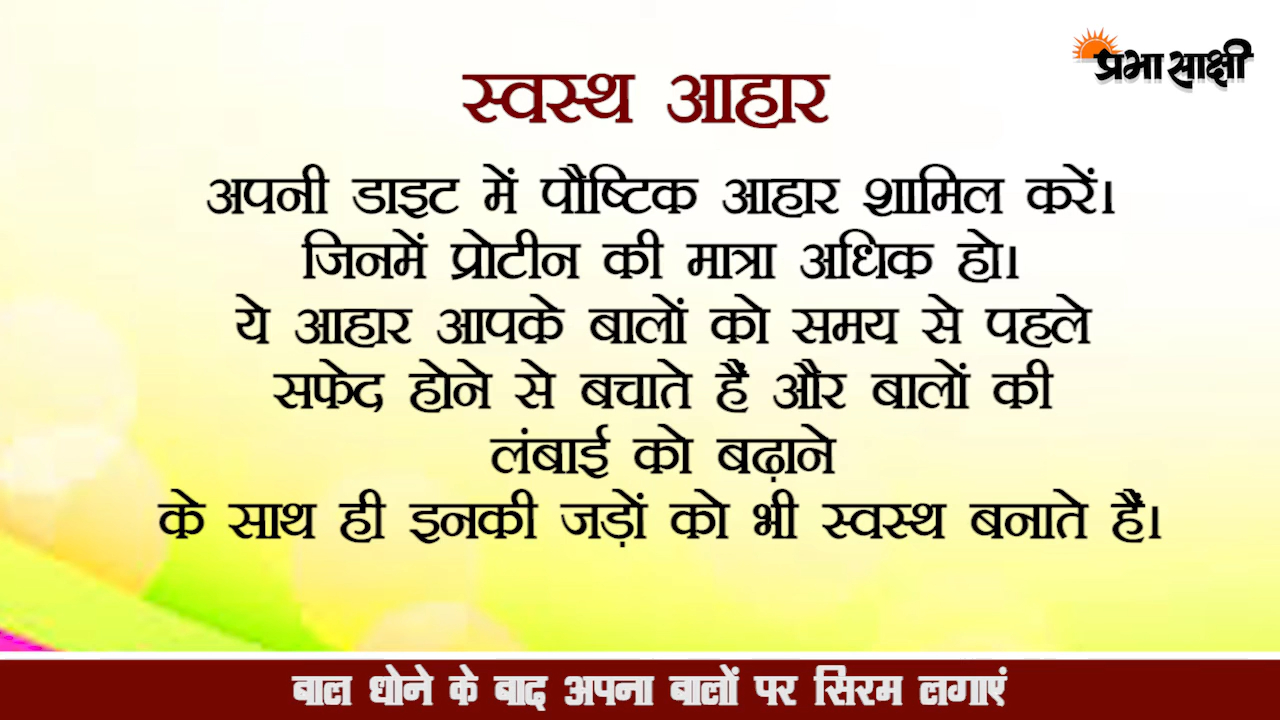 प्रभा साक्षी
स्वस्थ आहार
अपनी डाइट में पौष्टिक आहार शामिल करें।
जिनमें प्रोटीन की मात्रा अधिक हो।
ये आहार आपके बालों को समय से पहले
सफेद होने से बचाते हैं और बालों की
लंबाई को बढ़ाने
के साथ ही इनकी जड़ों को भी स्वस्थ बनाते हैं।
बाल धोने के बाद अपना बालों पर सिरम लगाएं